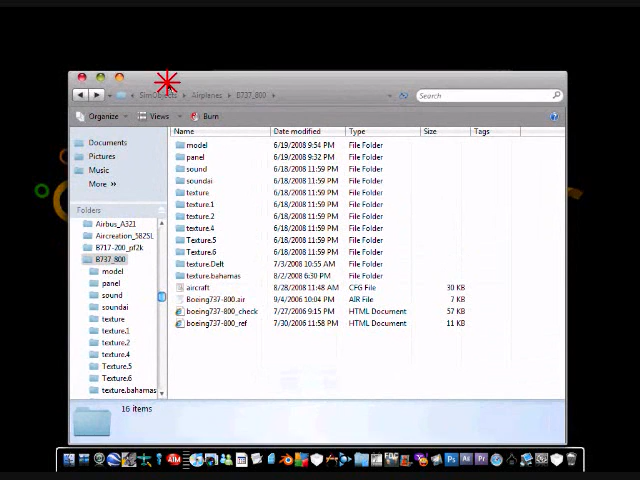 SimObjects Airplanes B737_800 Search
Organize Views Burn
Name Date modified Type Size Tags
Documents
Pictures
Music
More »
Folders
Airbus_A321
Aircreation_582SL
B717-200_pf2k
B737_800
model
panel
sound
soundai
texture
texture.1
texture.2
texture.4
Texture.5
Texture.6
texture.bahamas
model 6/19/2008 9:54 PM File Folder
panel 6/19/2008 9:32 PM File Folder
sound 6/18/2008 11:59 PM File Folder
soundai 6/18/2008 11:59 PM File Folder
texture 6/18/2008 11:59 PM File Folder
texture.1 6/18/2008 11:59 PM File Folder
texture.2 6/18/2008 11:59 PM File Folder
texture.4 6/18/2008 11:59 PM File Folder
Texture.5 6/18/2008 11:59 PM File Folder
Texture.6 6/18/2008 11:59 PM File Folder
texture.Delt 7/3/2008 10:55 AM File Folder
texture.bahamas 8/2/2008 6:30 PM File Folder
aircraft 8/28/2008 11:48 AM CFG File 30 KB
Boeing737-800.air 9/4/2006 10:04 PM AIR File 7 KB
boeing737-800_check 7/27/2006 9:15 PM HTML Document 57 KB
boeing737-800_ref 7/30/2006 11:58 PM HTML Document 11 KB
16 items
AIM Ps Ae Pr